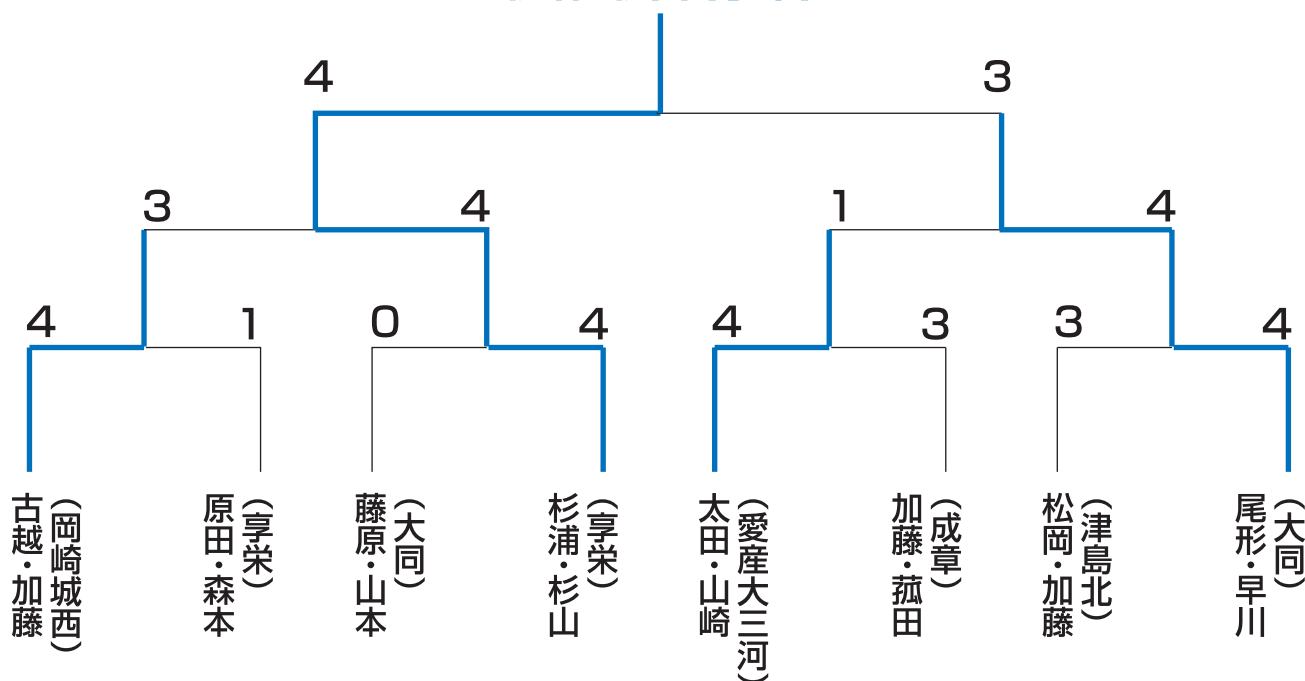 4
3
3
4
1
4
4
1
0
4
4
3
3
4
古越・加藤
(岡崎城西)
原田・森本
(享栄)
藤原・山本
(大同)
杉浦・杉山
(享栄)
太田・山崎
(愛産大三河)
加藤・菰田
(成章)
松岡・加藤
(津島北)
尾形・早川
(大同)